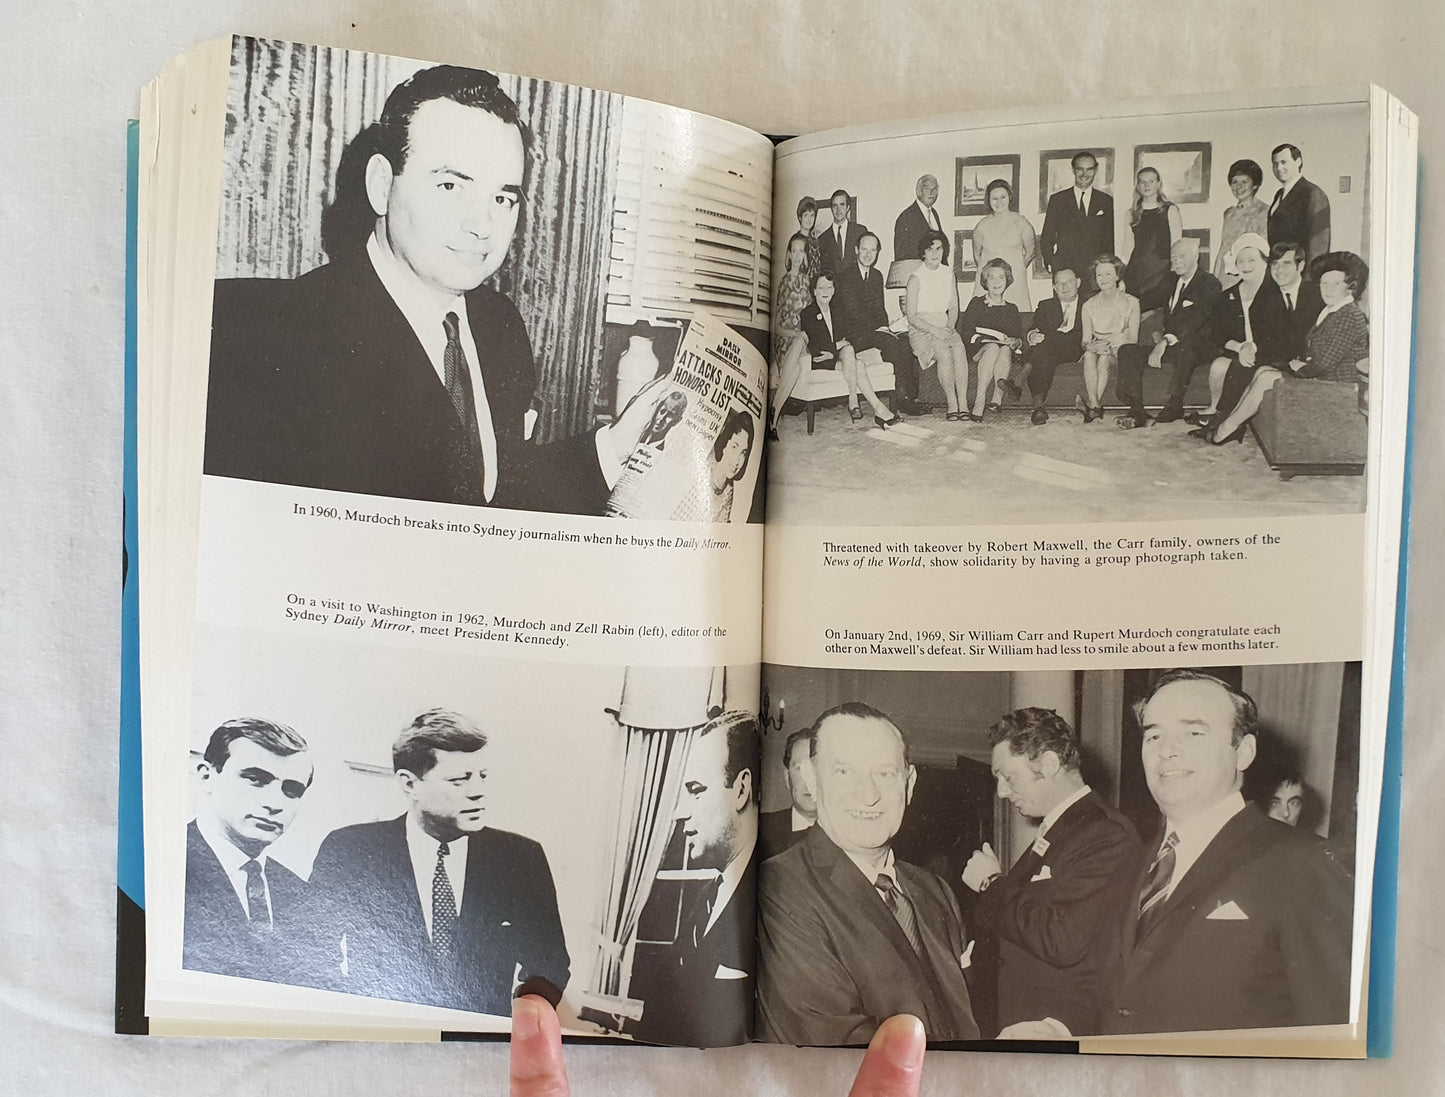 DAILY
MIRROR
ATTACKS ON
HONORS LIST
Hypocrisy
claims UK
newspaper
In 1960, Murdoch breaks into Sydney journalism when he buys the Daily Mirror.
On a visit to Washington in 1962, Murdoch and Zell Rabin (left), editor of the
Sydney Daily Mirror, meet President Kennedy.
Threatened with takeover by Robert Maxwell, the Carr family, owners of the
News of the World, show solidarity by having a group photograph taken.
On January 2nd, 1969, Sir William Carr and Rupert Murdoch congratulate each
other on Maxwell's defeat. Sir William had less to smile about a few months later.